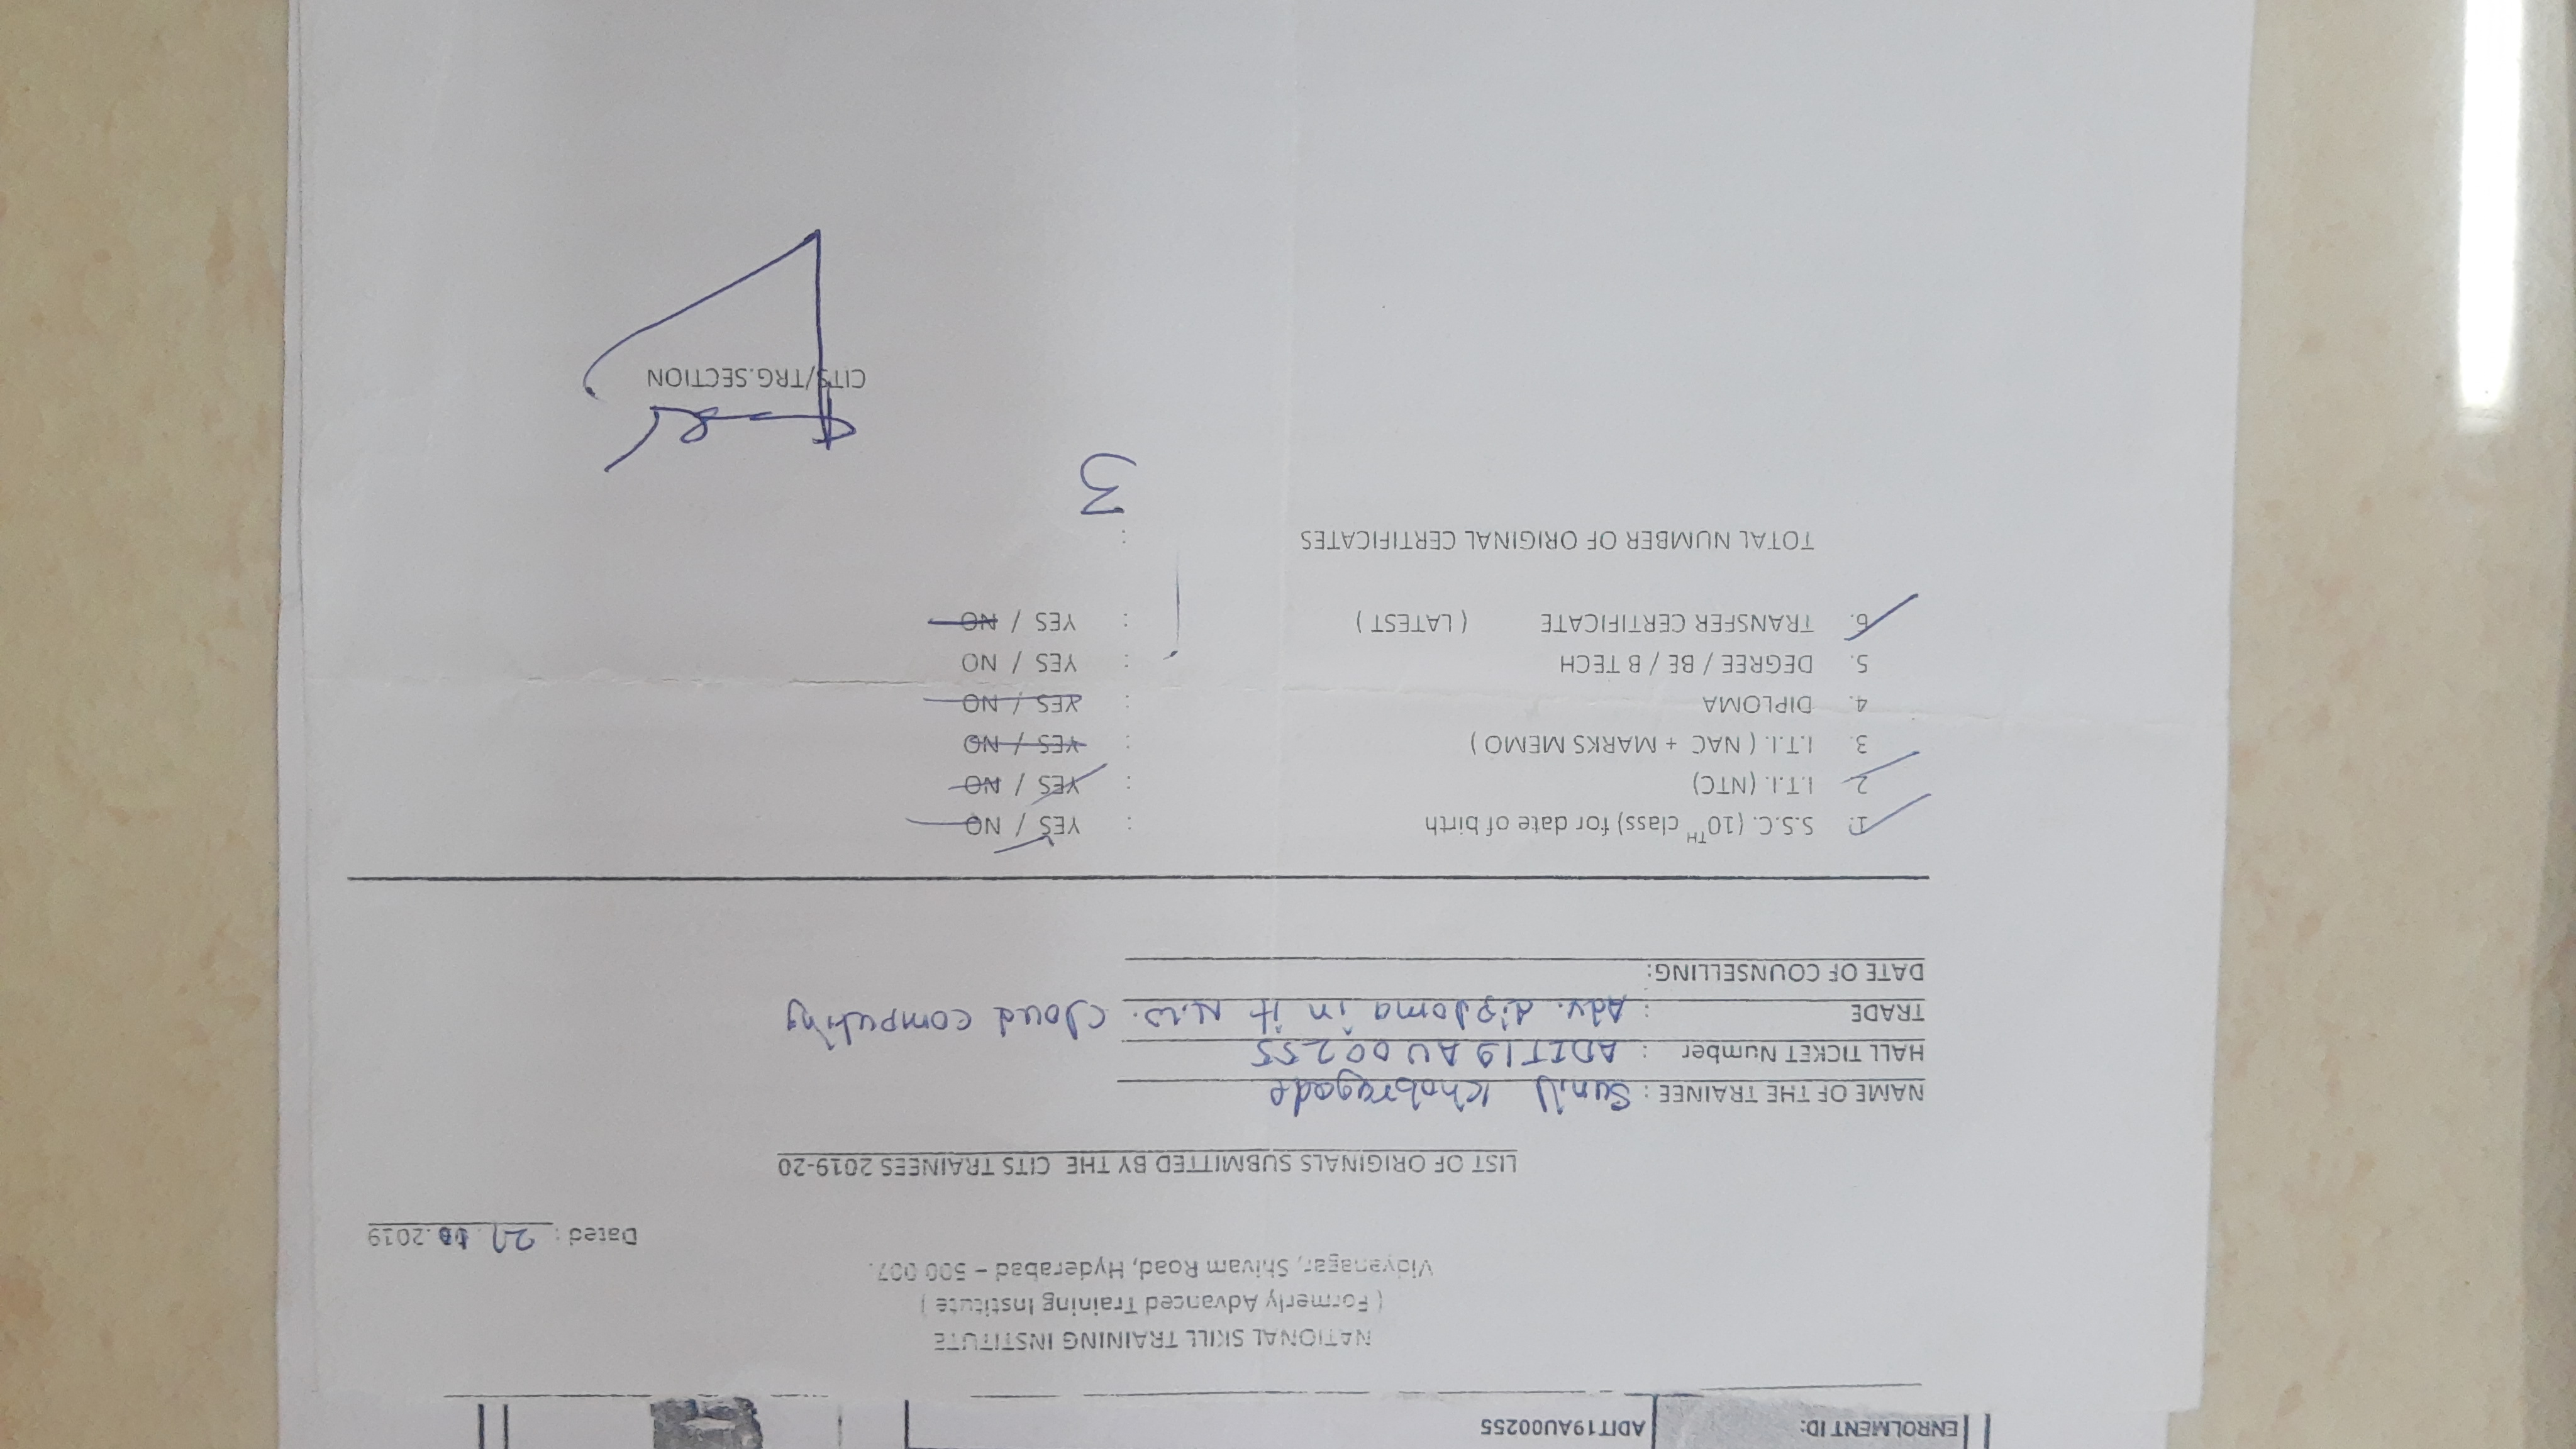 ENROLMENT ID: ADIT19AU00255
NATIONAL SKILL TRAINING INSTITUTE
( Formerly Advanced Training Institute )
Vidyanagar, Shivam Road, Hyderabad – 500 007.
Dated : .2019
LIST OF ORIGINALS SUBMITTED BY THE CITS TRAINEES 2019-20
NAME OF THE TRAINEE : Sunil Khobragade
HALL TICKET Number : ADIT19AU00255
TRADE : Adv. diploma in it N.W. Cloud computing
DATE OF COUNSELLING:
1. S.S.C. (10TH class) for date of birth : YES / NO
2. I.T.I. (NTC) : YES / NO
3. I.T.I. ( NAC + MARKS MEMO ) : YES / NO
4. DIPLOMA : YES / NO
5. DEGREE / BE / B TECH : YES / NO
6. TRANSFER CERTIFICATE ( LATEST ) : YES / NO
TOTAL NUMBER OF ORIGINAL CERTIFICATES : 3
CITS/TRG.SECTION